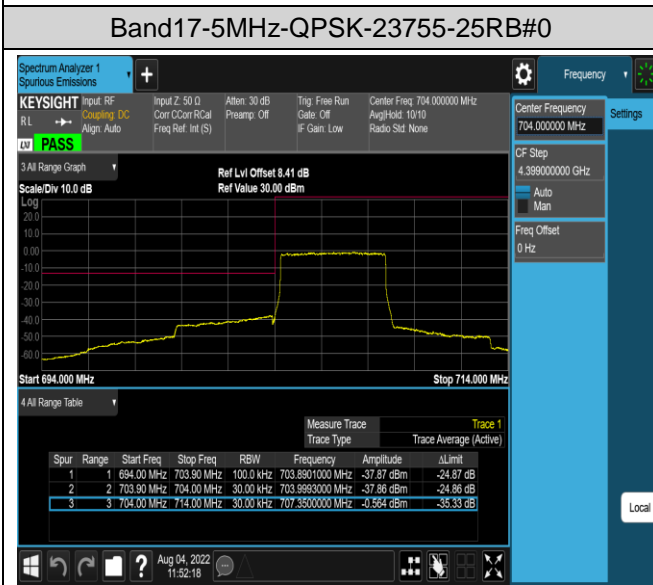 Band17-5MHz-QPSK-23755-25RB#0
Spectrum Analyzer 1
Spurious Emissions
Frequency
KEYSIGHT Input: RF Input Z: 50 Ω Atten: 30 dB Trig: Free Run Center Freq: 704.000000 MHz
RL Coupling: DC Corr CCorr RCal Preamp: Off Gate: Off Avg|Hold: 10/10
Align: Auto Freq Ref: Int (S) IF Gain: Low Radio Std: None
LXI PASS
Center Frequency
704.000000 MHz
Settings
CF Step
4.399000000 GHz
Auto
Man
Freq Offset
0 Hz
3 All Range Graph
Ref Lvl Offset 8.41 dB
Scale/Div 10.0 dB Ref Value 30.00 dBm
Log
20.0
10.0
0.00
-10.0
-20.0
-30.0
-40.0
-50.0
-60.0
Start 694.000 MHz Stop 714.000 MHz
4 All Range Table
Measure Trace Trace 1
Trace Type Trace Average (Active)
Spur Range Start Freq Stop Freq RBW Frequency Amplitude ΔLimit
1 1 694.00 MHz 703.90 MHz 100.0 kHz 703.8901000 MHz -37.87 dBm -24.87 dB
2 2 703.90 MHz 704.00 MHz 30.00 kHz 703.9993000 MHz -37.86 dBm -24.86 dB
3 3 704.00 MHz 714.00 MHz 30.00 kHz 707.3500000 MHz -0.564 dBm -35.33 dB
Local
? Aug 04, 2022
11:52:18